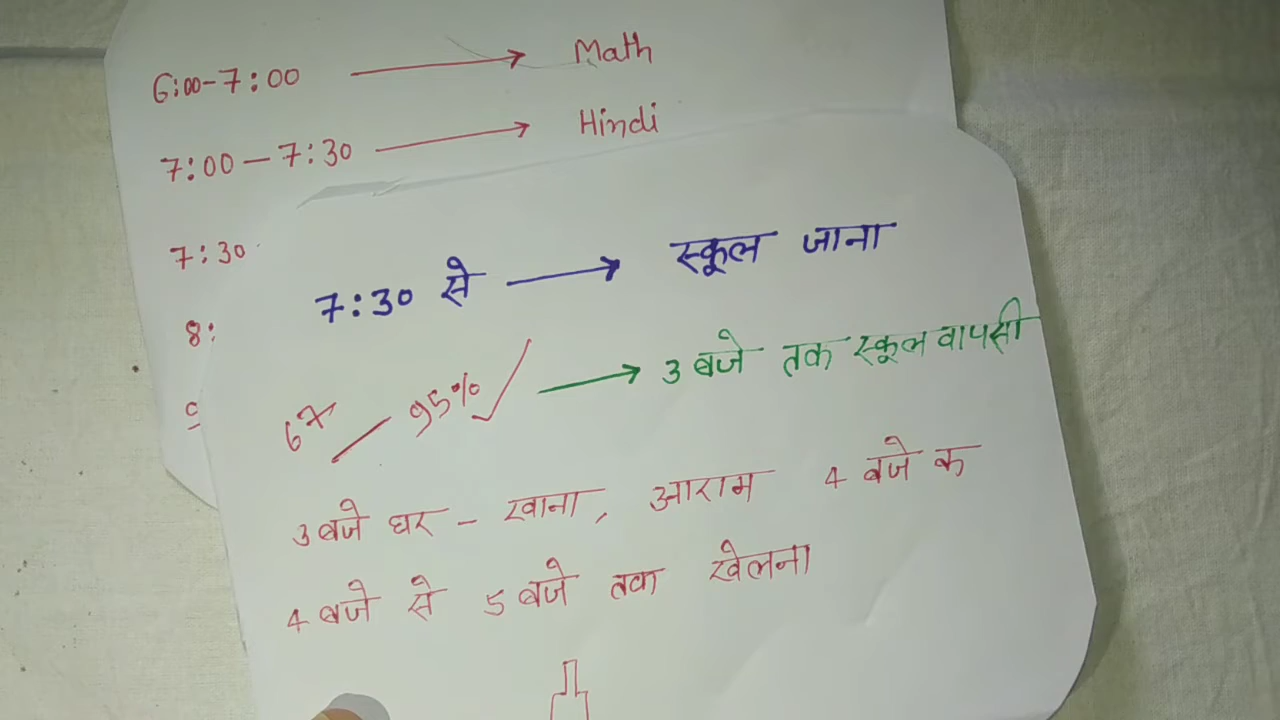 6:00-7:00 → Math
7:00 - 7:30 → Hindi
7:30
8:
7:30 से → स्कूल जाना
→ 3 बजे तक स्कूल वापसी
95% ✓
3 बजे घर - खाना, आराम 4 बजे क
4 बजे से 5 बजे तक खेलना